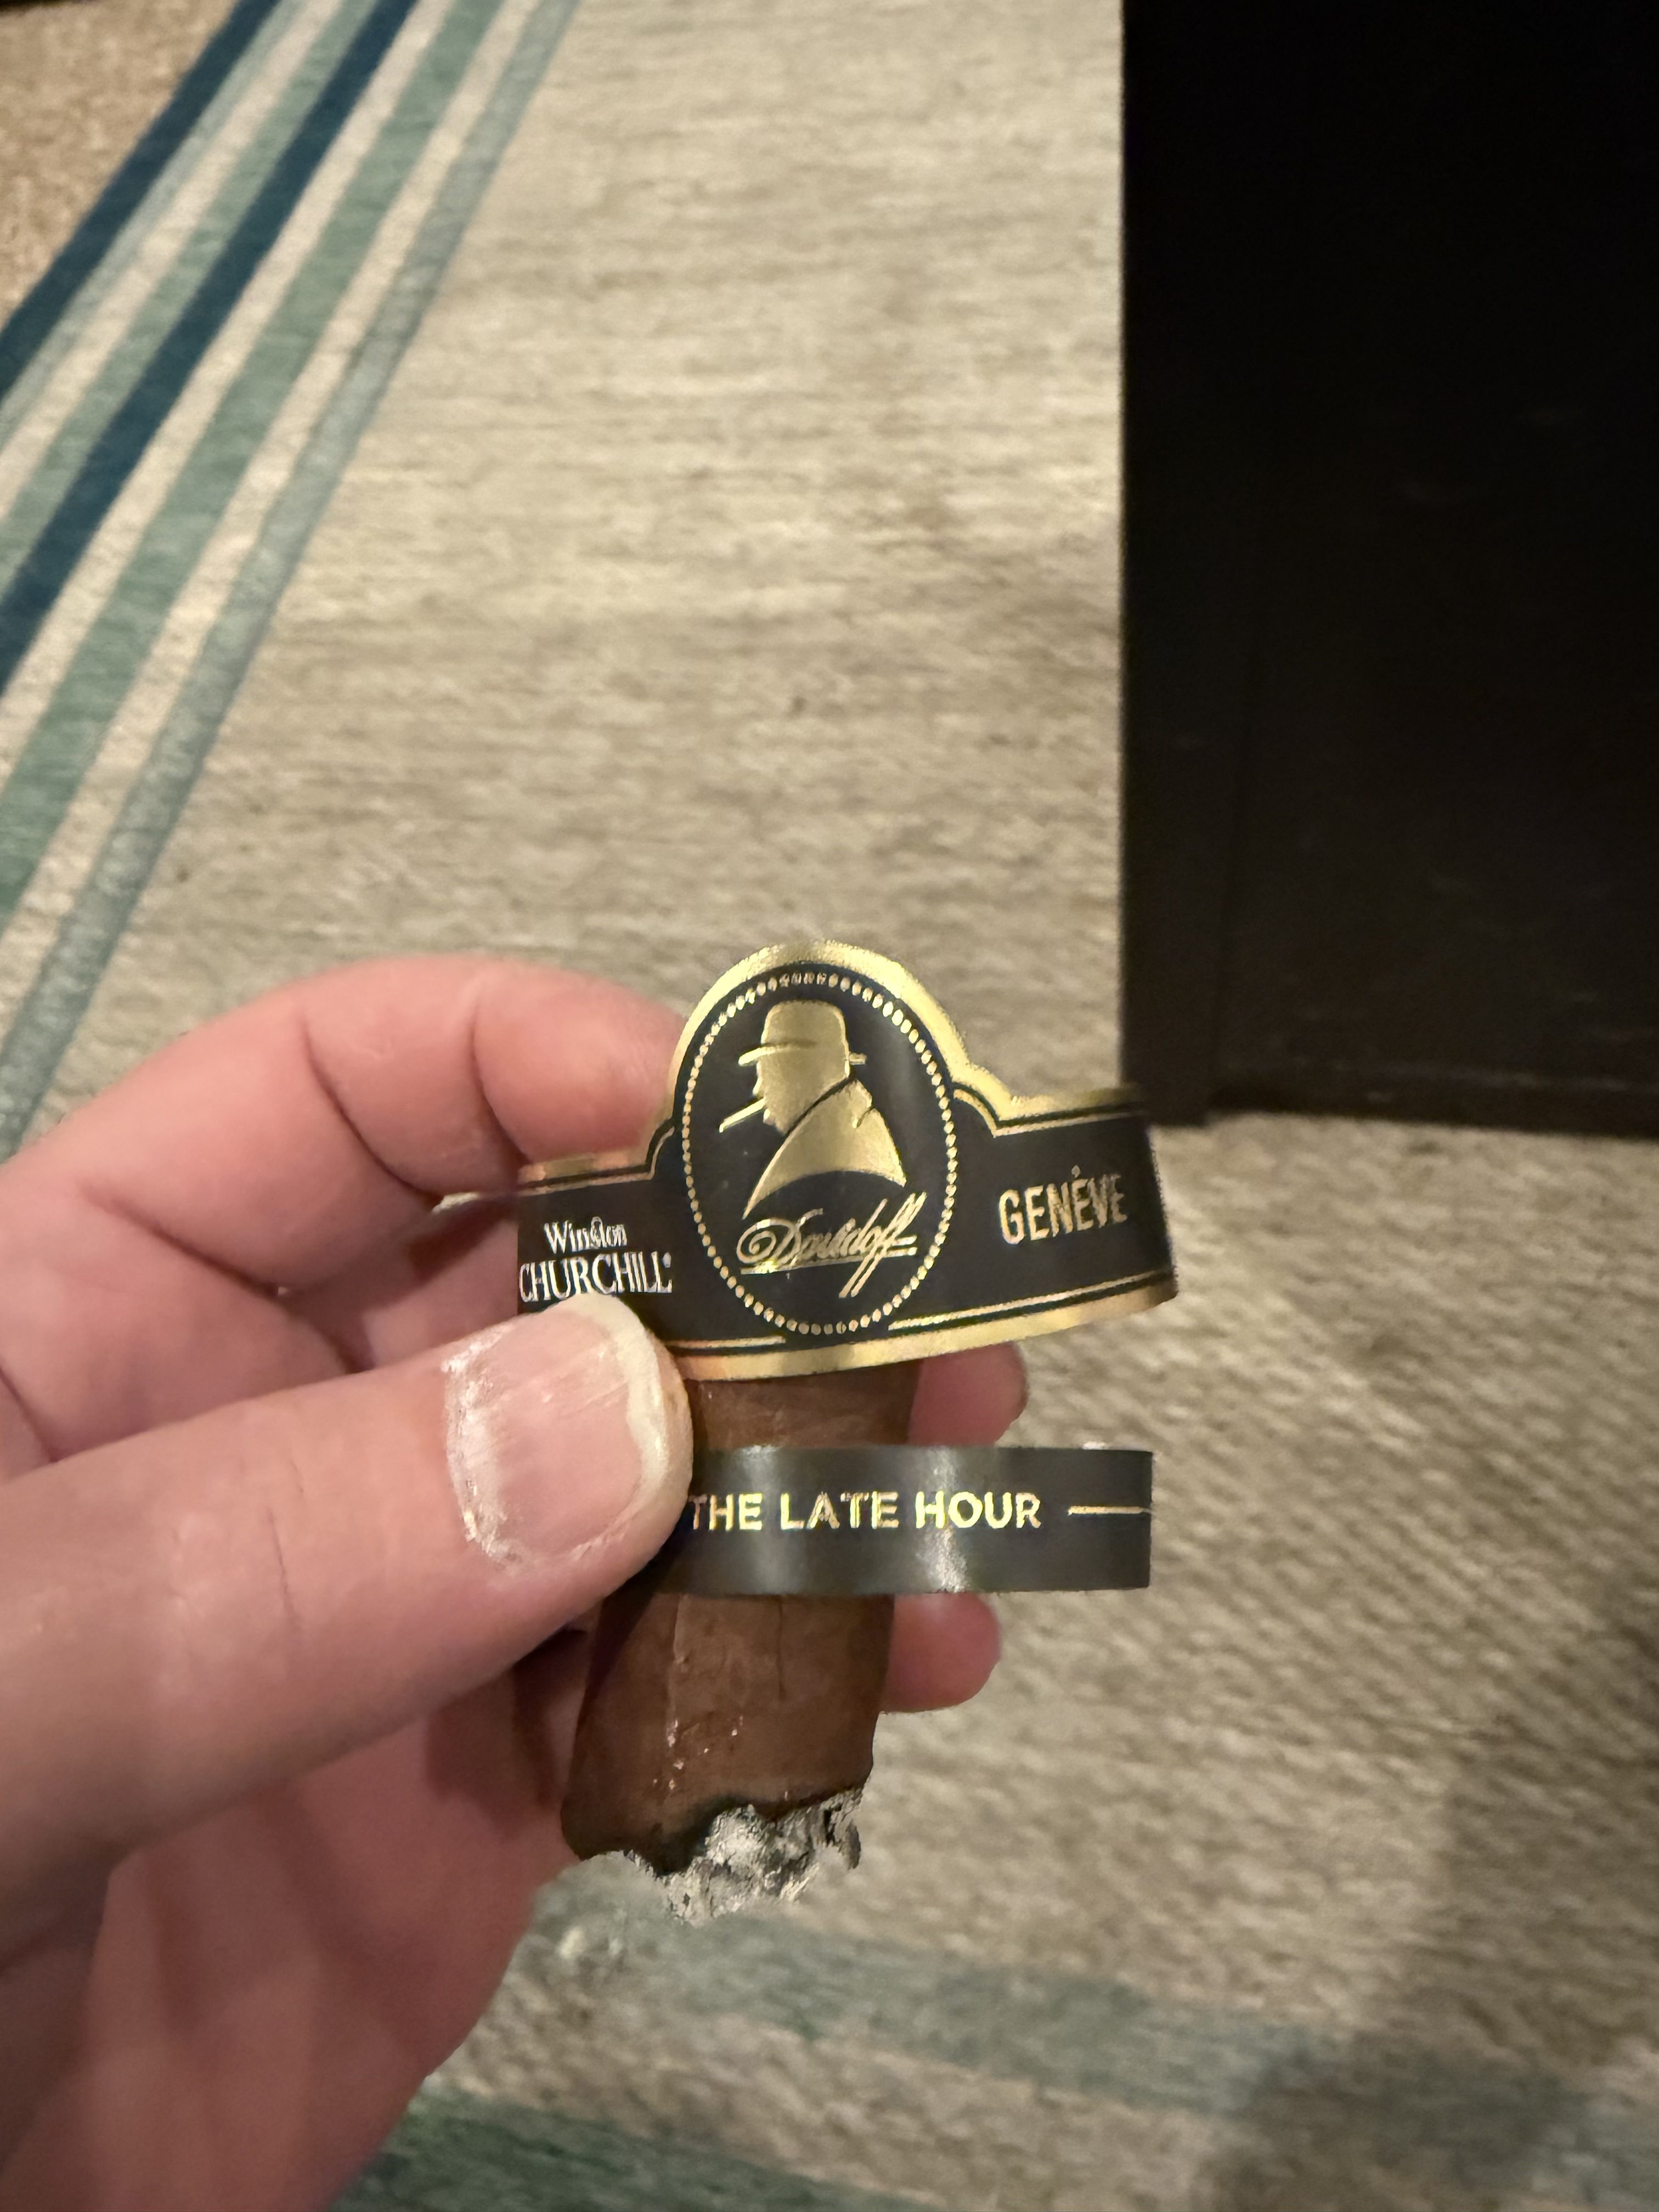 Winston
CHURCHILL®
Davidoff
GENÈVE
THE LATE HOUR